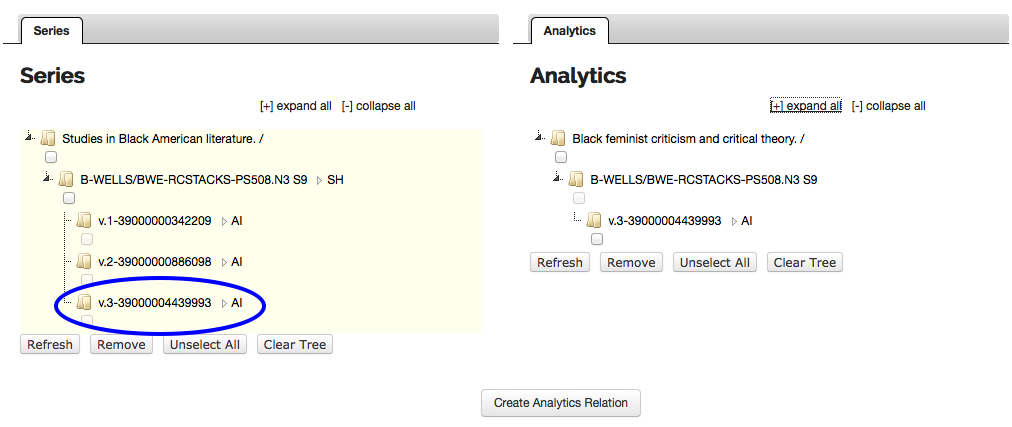 Series
Series
[+] expand all [-] collapse all
Studies in Black American literature. /
B-WELLS/BWE-RCSTACKS-PS508.N3 S9 SH
v.1-39000000342209 AI
v.2-39000000886098 AI
v.3-39000004439993 AI
Refresh Remove Unselect All Clear Tree
Analytics
Analytics
[+] expand all [-] collapse all
Black feminist criticism and critical theory. /
B-WELLS/BWE-RCSTACKS-PS508.N3 S9
v.3-39000004439993 AI
Refresh Remove Unselect All Clear Tree
Create Analytics Relation